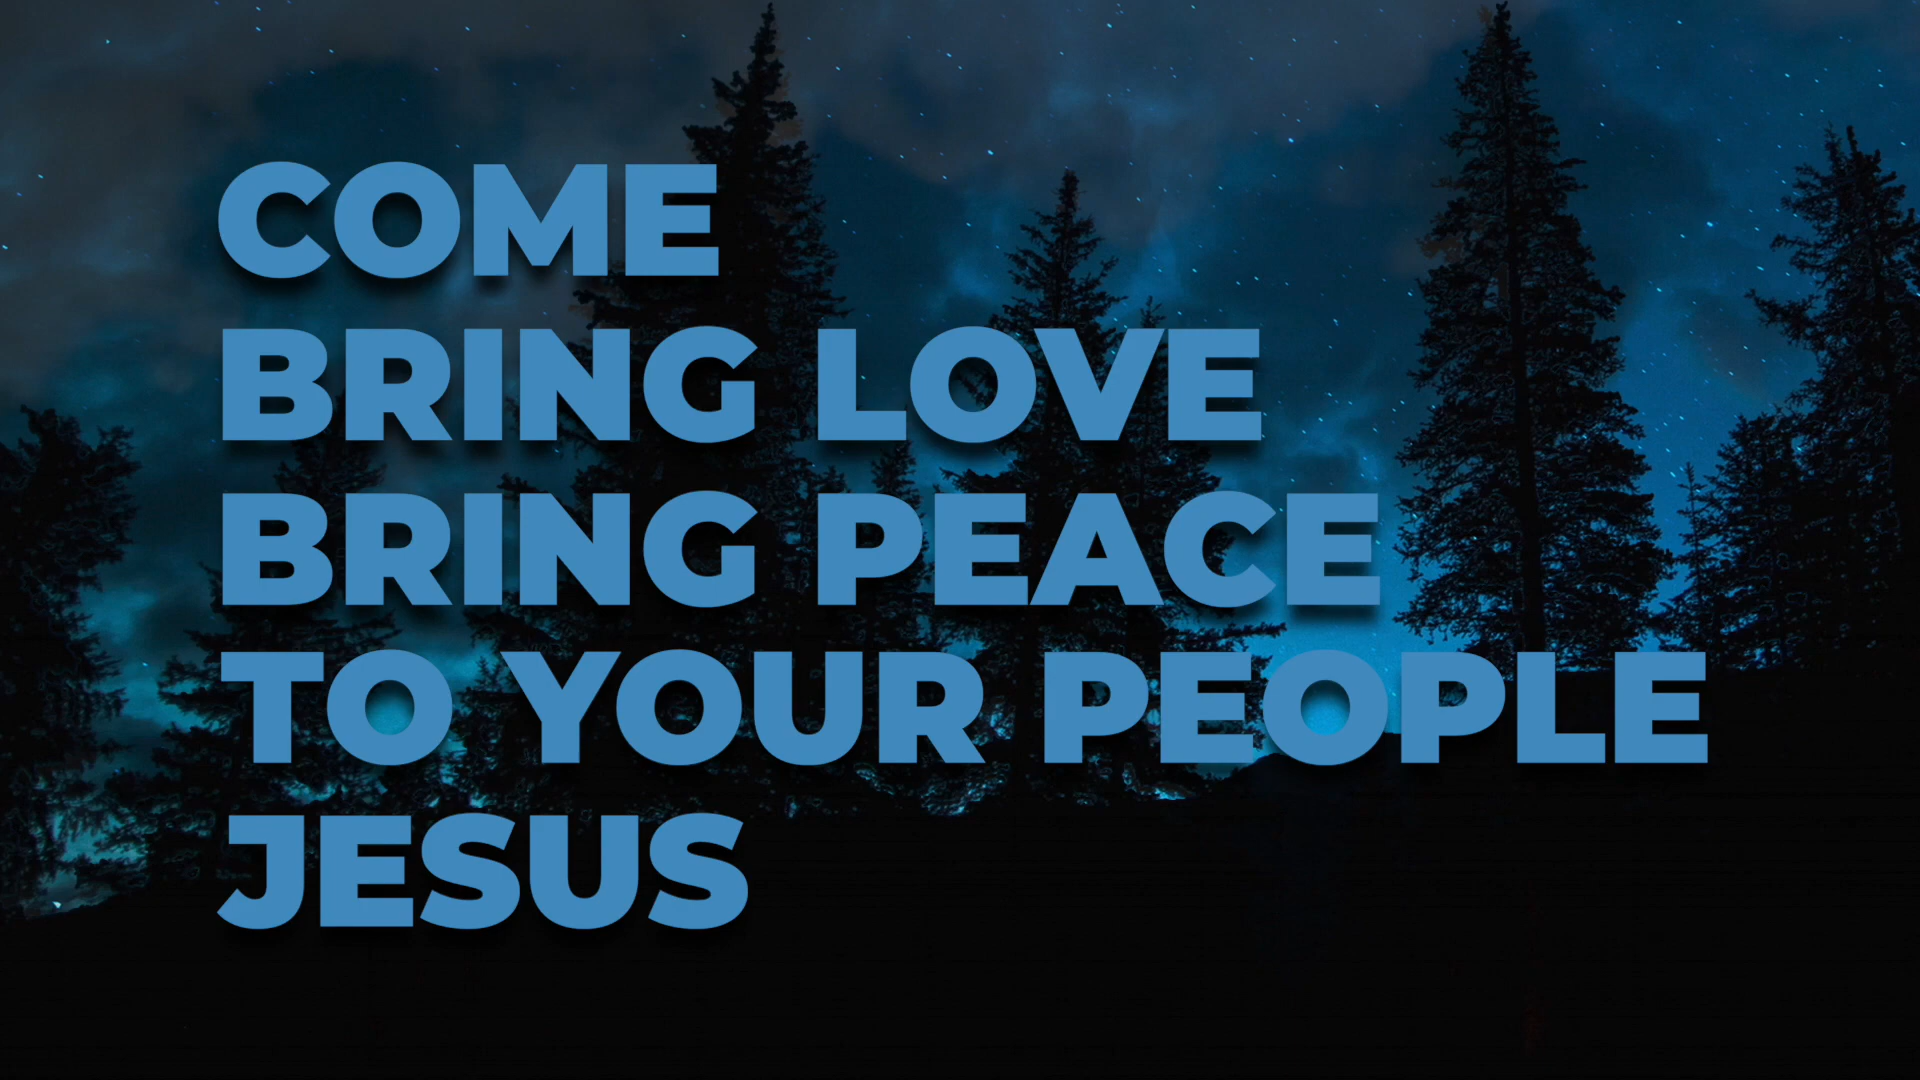 COME
BRING LOVE
BRING PEACE
TO YOUR PEOPLE
JESUS